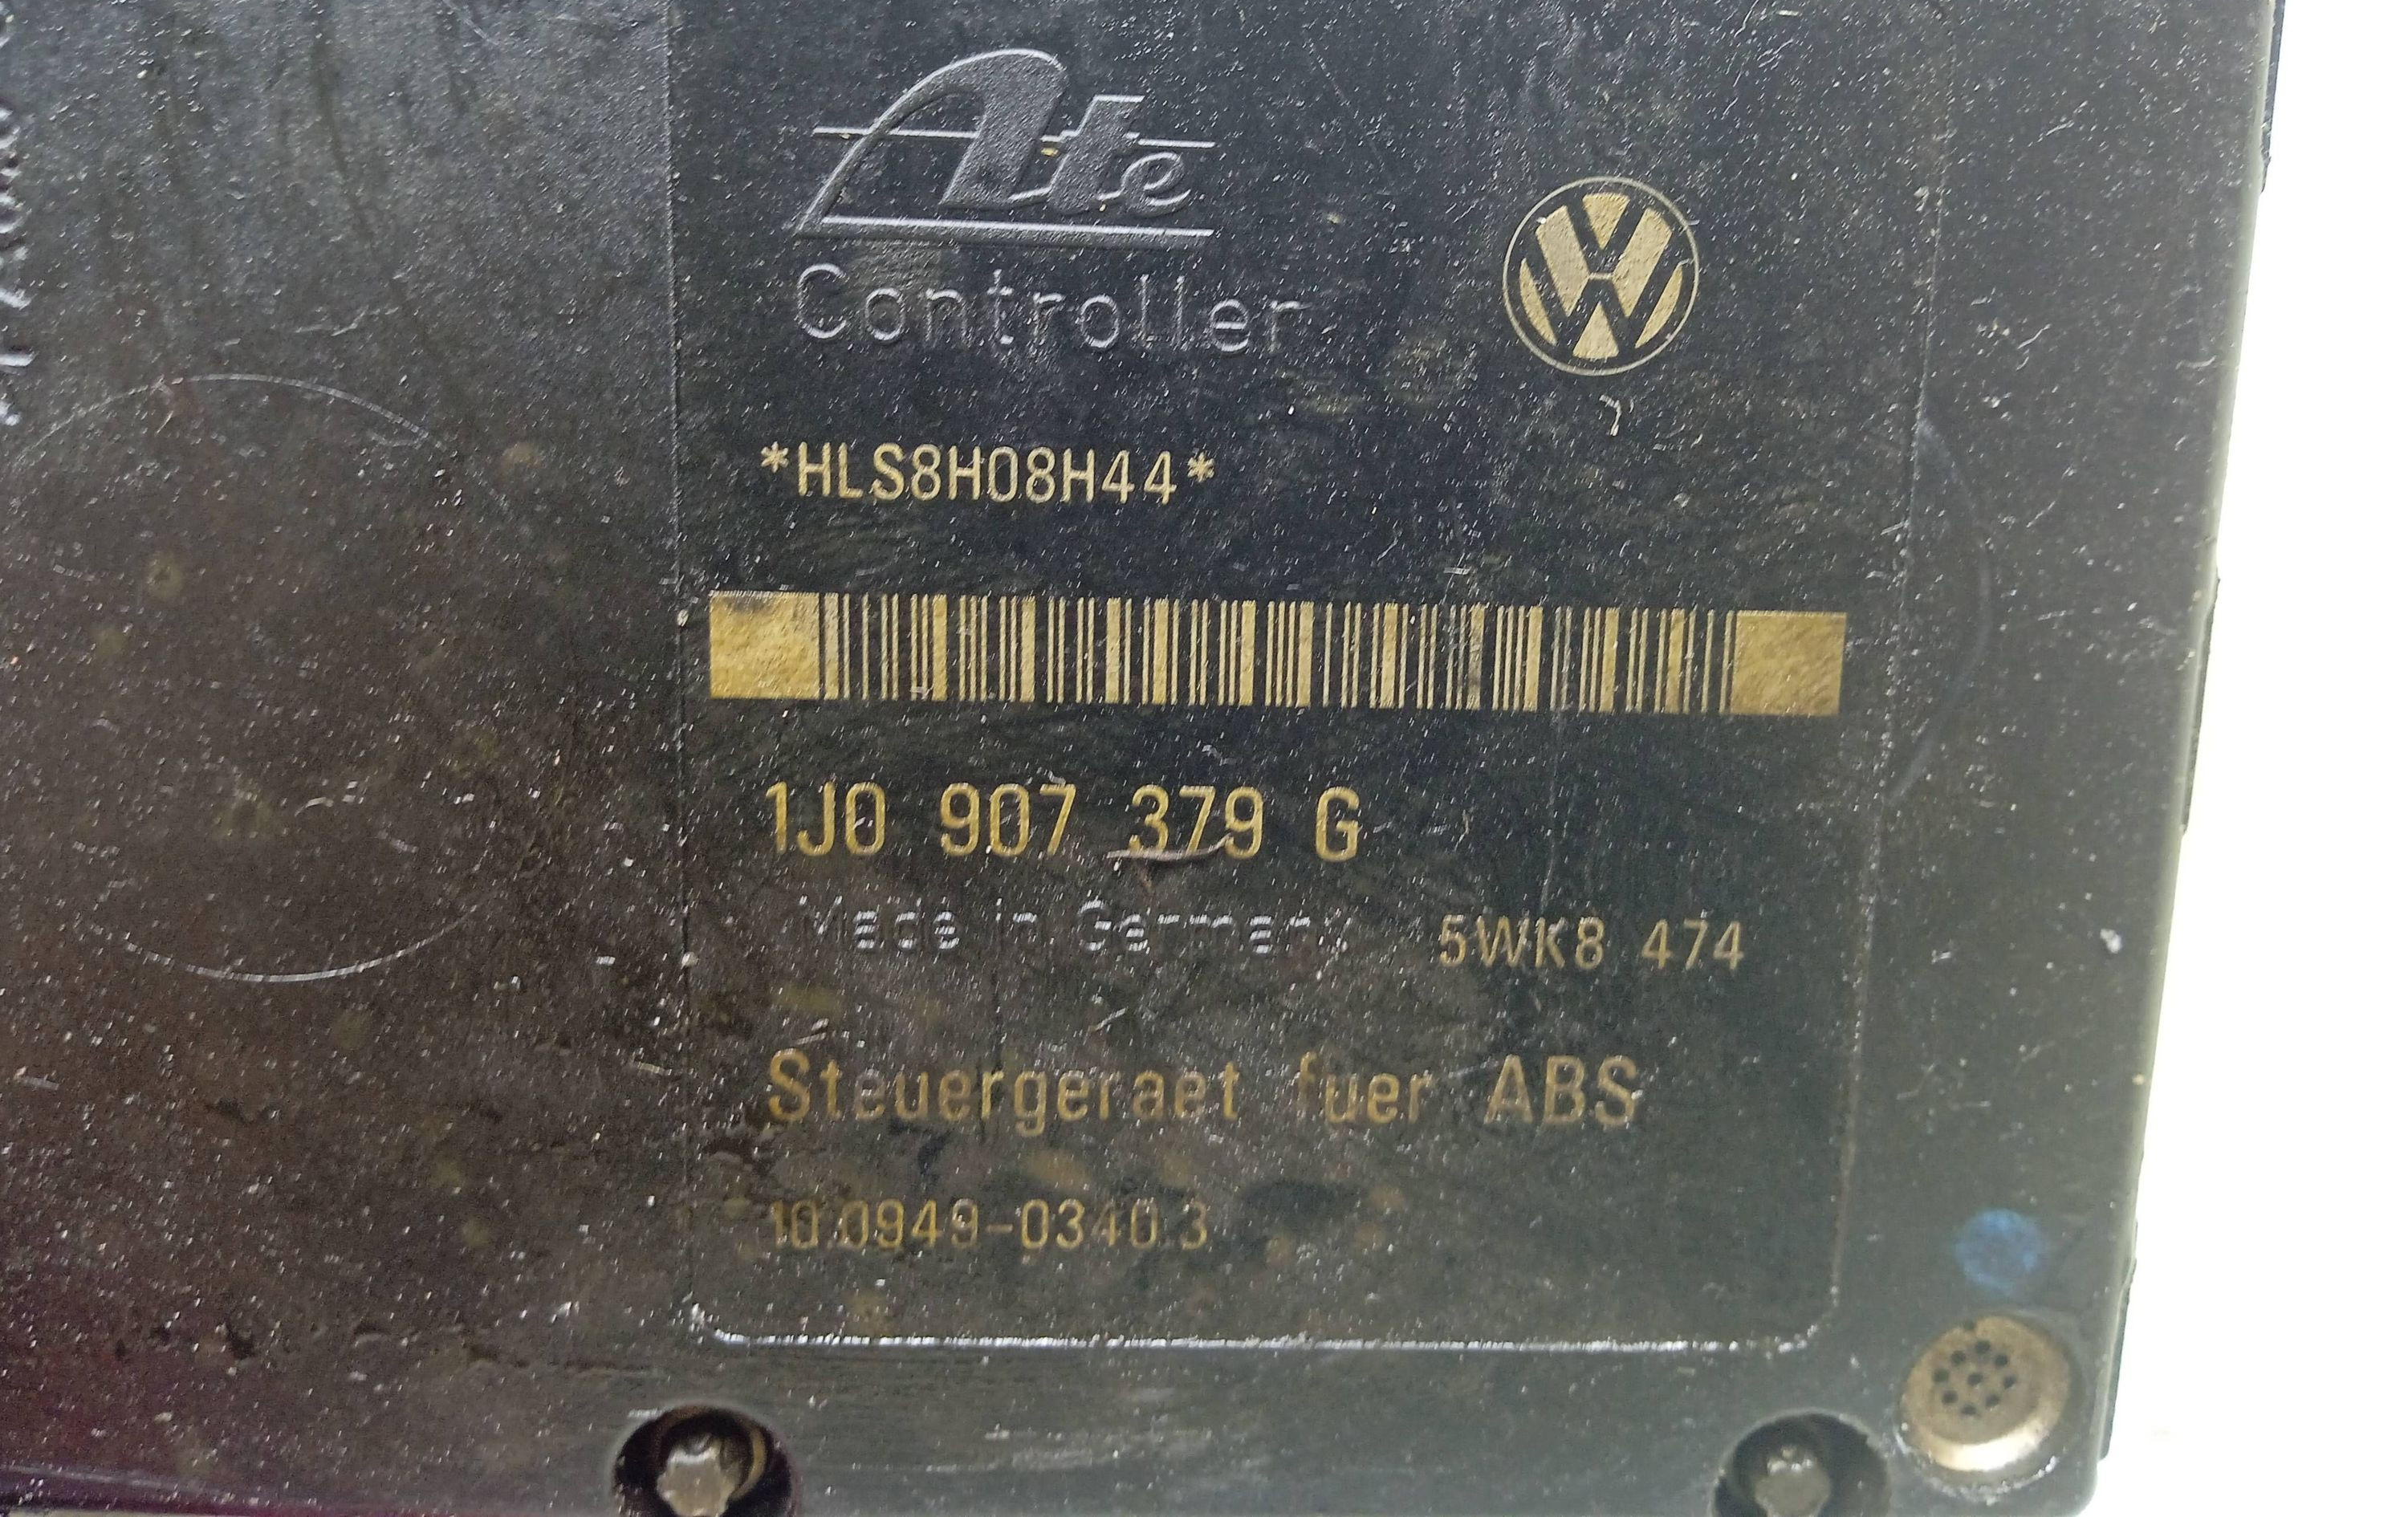 Ate
Controller
*HLS8H08H44*
1J0 907 379 G
Made in Germany 5WK8 474
Steuergeraet fuer ABS
10.0949-0340.3